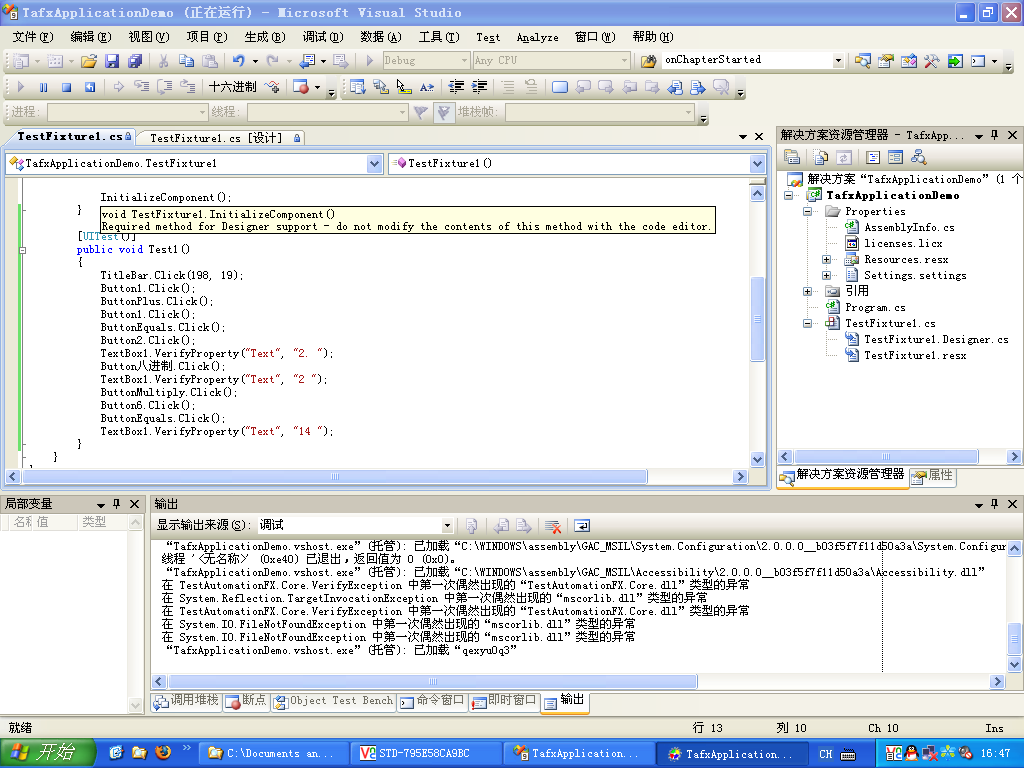 TafxApplicationDemo (正在运行) - Microsoft Visual Studio
文件(F) 编辑(E) 视图(V) 项目(P) 生成(B) 调试(D) 数据(A) 工具(T) Test Analyze 窗口(W) 帮助(H)
Debug Any CPU onChapterStarted
十六进制
进程: 线程: 堆栈帧:
TestFixture1.cs TestFixture1.cs [设计]
TafxApplicationDemo.TestFixture1 TestFixture1()
InitializeComponent();
}
void TestFixture1.InitializeComponent()
Required method for Designer support - do not modify the contents of this method with the code editor.
[UITest()]
public void Test1()
{
TitleBar.Click(198, 19);
Button1.Click();
ButtonPlus.Click();
Button1.Click();
ButtonEquals.Click();
Button2.Click();
TextBox1.VerifyProperty("Text", "2. ");
Button八进制.Click();
TextBox1.VerifyProperty("Text", "2 ");
ButtonMultiply.Click();
Button6.Click();
ButtonEquals.Click();
TextBox1.VerifyProperty("Text", "14 ");
}
}
解决方案资源管理器 - TafxApp...
解决方案“TafxApplicationDemo” (1 个
TafxApplicationDemo
Properties
AssemblyInfo.cs
licenses.licx
Resources.resx
Settings.settings
引用
Program.cs
TestFixture1.cs
TestFixture1.Designer.cs
TestFixture1.resx
解决方案资源管理器 属性
局部变量
名称 值 类型
输出
显示输出来源(S): 调试
“TafxApplicationDemo.vshost.exe”(托管): 已加载“C:\WINDOWS\assembly\GAC_MSIL\System.Configuration\2.0.0.0__b03f5f7f11d50a3a\System.Configur
线程 '<无名称>' (0xe40) 已退出，返回值为 0 (0x0)。
“TafxApplicationDemo.vshost.exe”(托管): 已加载“C:\WINDOWS\assembly\GAC_MSIL\Accessibility\2.0.0.0__b03f5f7f11d50a3a\Accessibility.dll”
在 TestAutomationFX.Core.VerifyException 中第一次偶然出现的“TestAutomationFX.Core.dll”类型的异常
在 System.Reflection.TargetInvocationException 中第一次偶然出现的“mscorlib.dll”类型的异常
在 TestAutomationFX.Core.VerifyException 中第一次偶然出现的“TestAutomationFX.Core.dll”类型的异常
在 System.IO.FileNotFoundException 中第一次偶然出现的“mscorlib.dll”类型的异常
在 System.IO.FileNotFoundException 中第一次偶然出现的“mscorlib.dll”类型的异常
“TafxApplicationDemo.vshost.exe”(托管): 已加载“qexyu0q3”
调用堆栈 断点 Object Test Bench 命令窗口 即时窗口 输出
就绪 行 13 列 10 Ch 10 Ins
开始 C:\Documents an... STD-795E58CA9BC TafxApplication... TafxApplication... CH 16:47